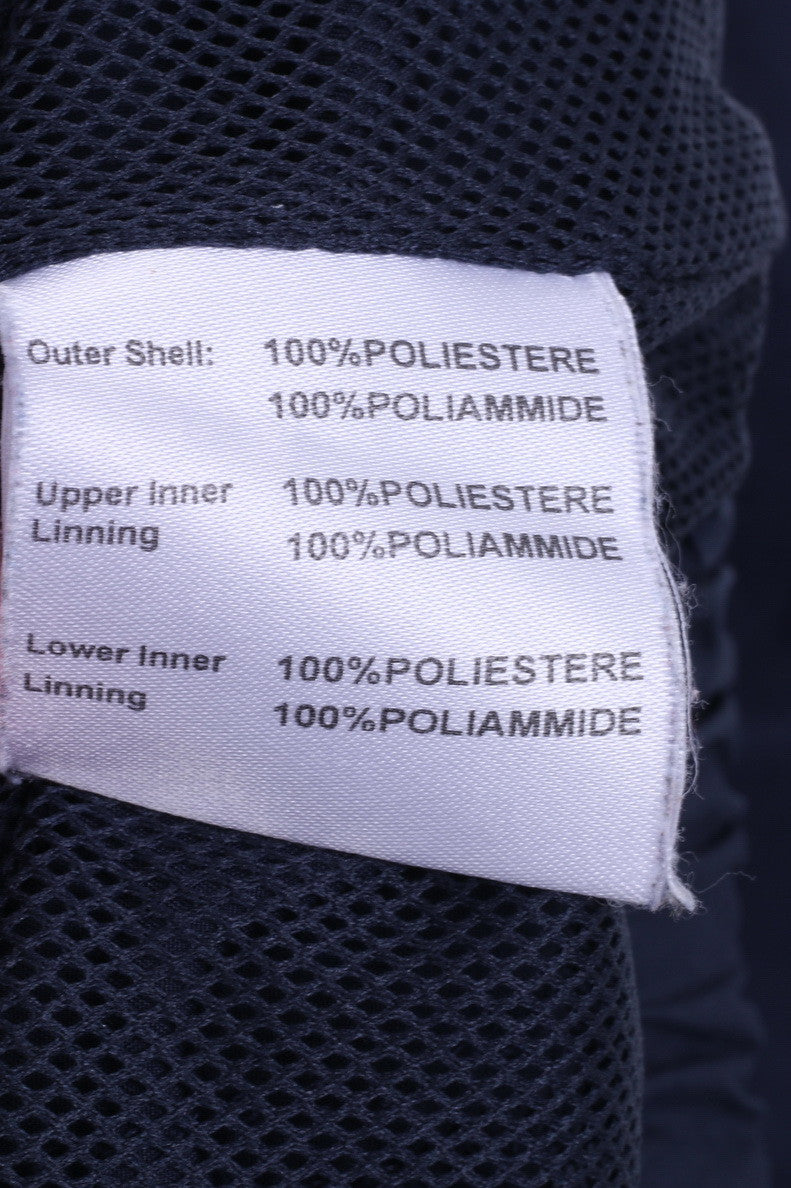 Outer Shell: 100%POLIESTERE
100%POLIAMMIDE
Upper Inner 100%POLIESTERE
Linning 100%POLIAMMIDE
Lower Inner 100%POLIESTERE
Linning 100%POLIAMMIDE